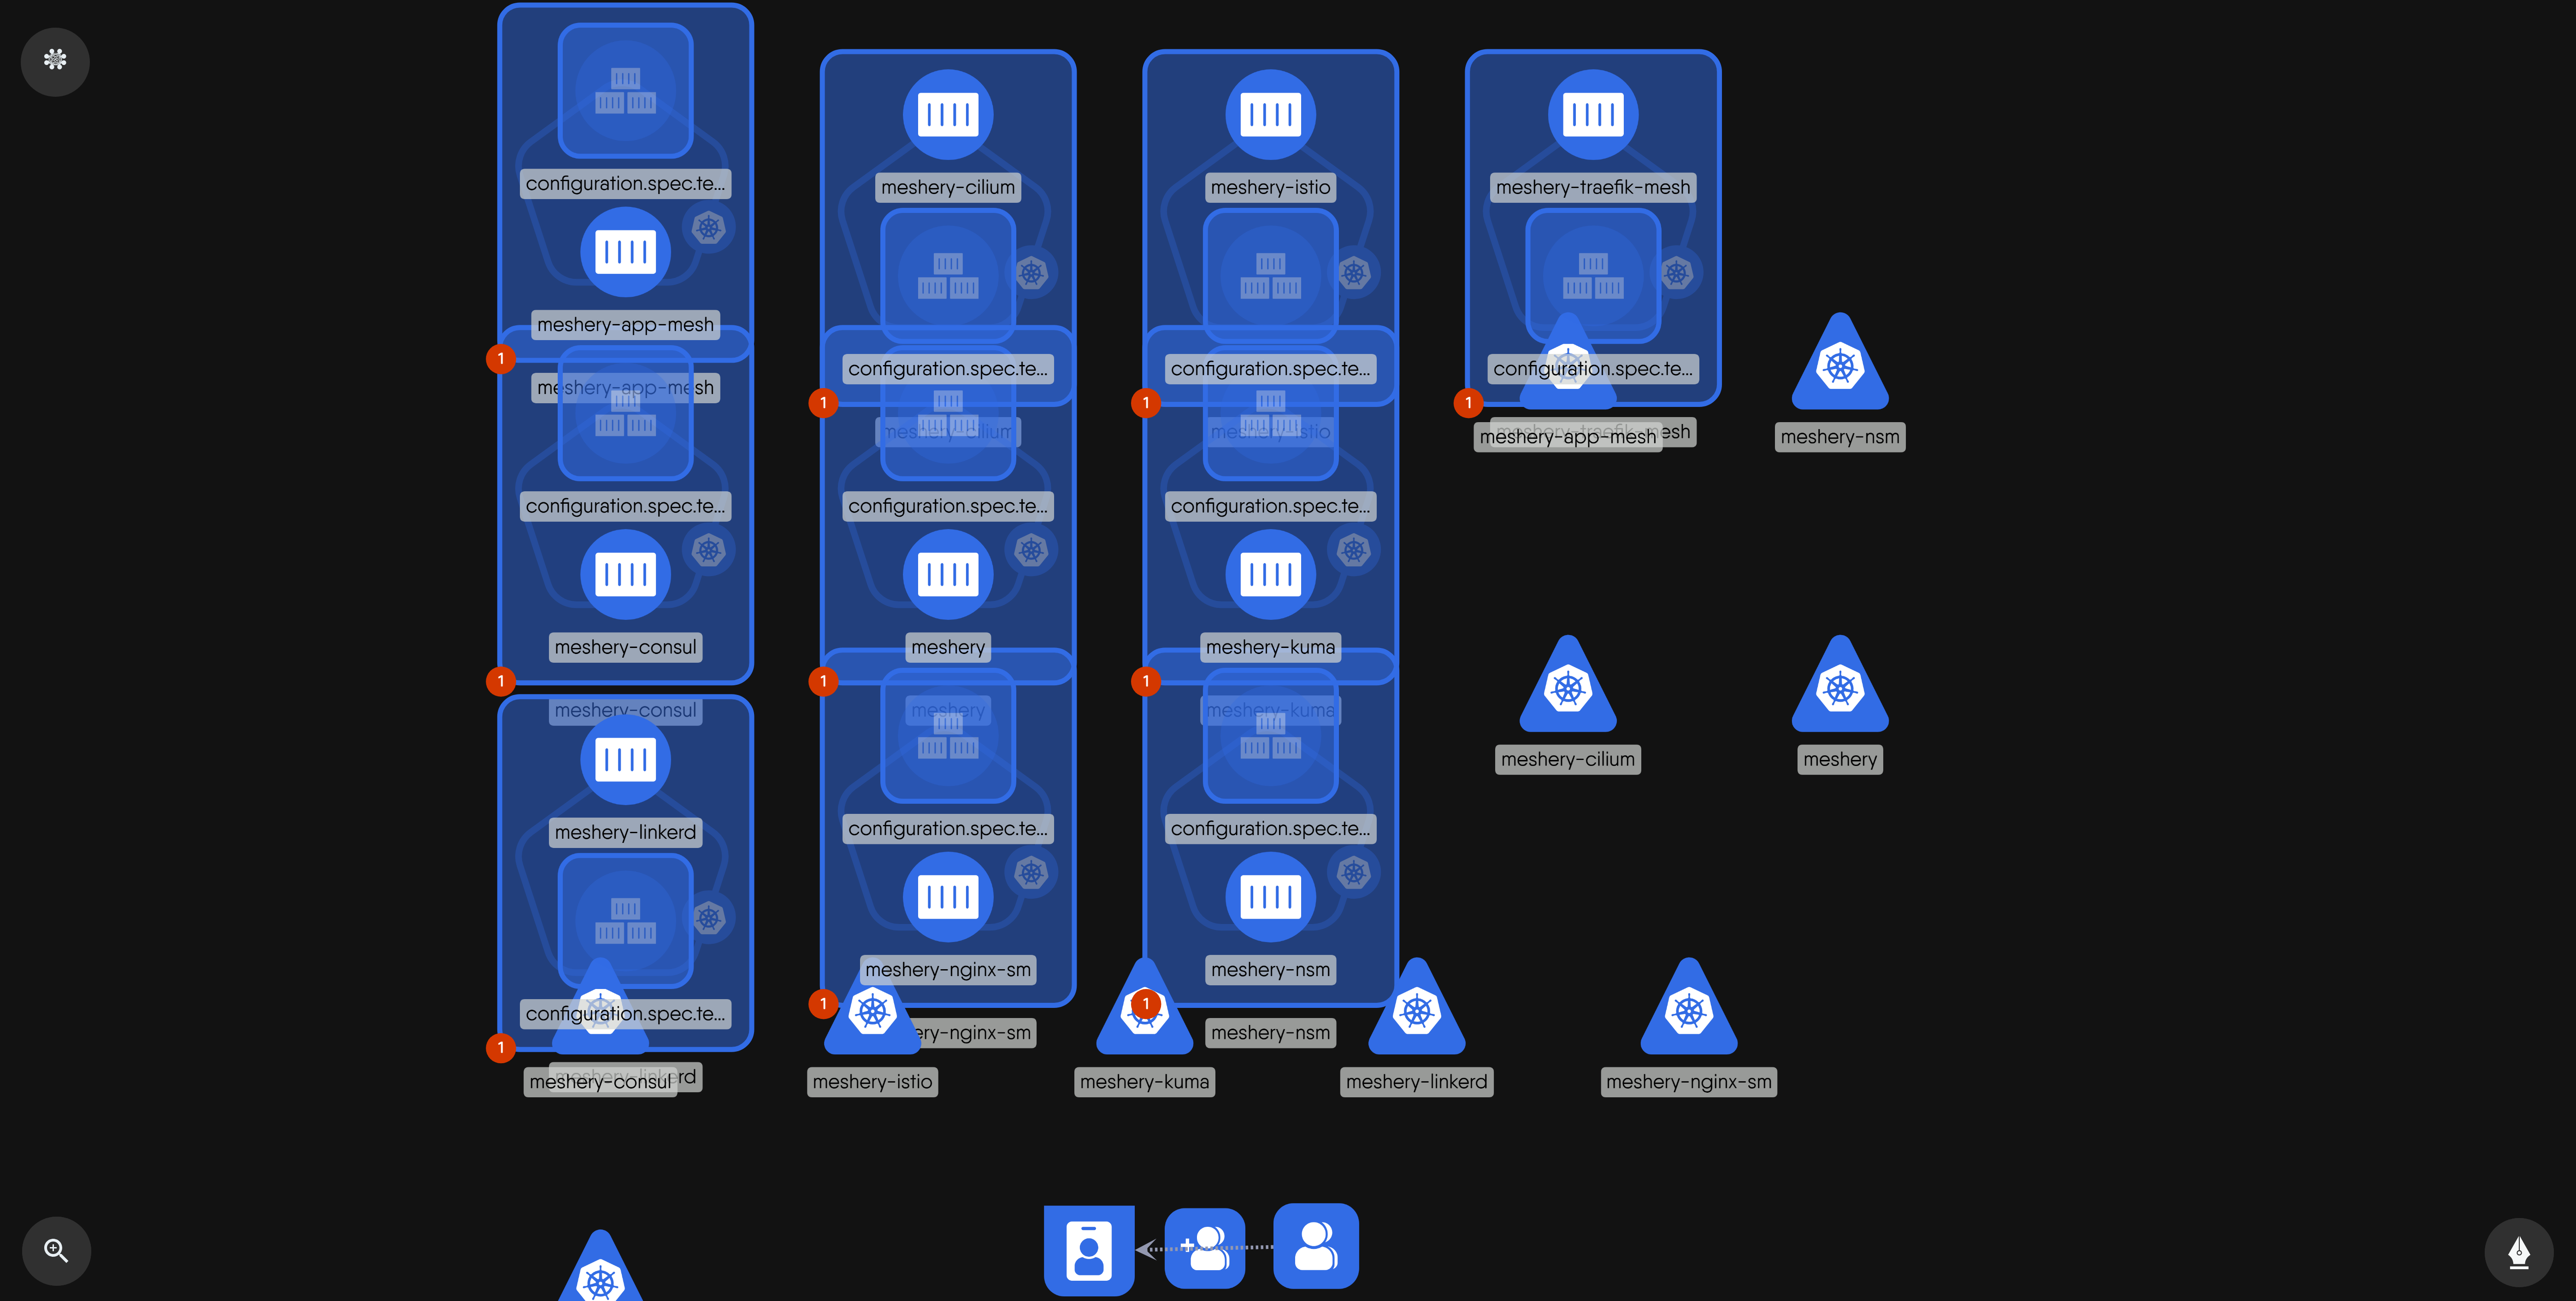 configuration.spec.te...
meshery-app-mesh
1
meshery-app-mesh
configuration.spec.te...
meshery-consul
1
meshery-consul
meshery-linkerd
configuration.spec.te...
1
meshery-linkerd
meshery-consul
meshery-cilium
configuration.spec.te...
1
meshery-cilium
configuration.spec.te...
meshery
1
meshery
configuration.spec.te...
meshery-nginx-sm
1
ery-nginx-sm
meshery-istio
meshery-istio
configuration.spec.te...
1
meshery-istio
configuration.spec.te...
meshery-kuma
1
meshery-kuma
configuration.spec.te...
meshery-nsm
1
meshery-nsm
meshery-kuma
meshery-linkerd
meshery-traefik-mesh
configuration.spec.te...
1
meshery-traefik-mesh
meshery-app-mesh
meshery-nsm
meshery-cilium
meshery
meshery-nginx-sm